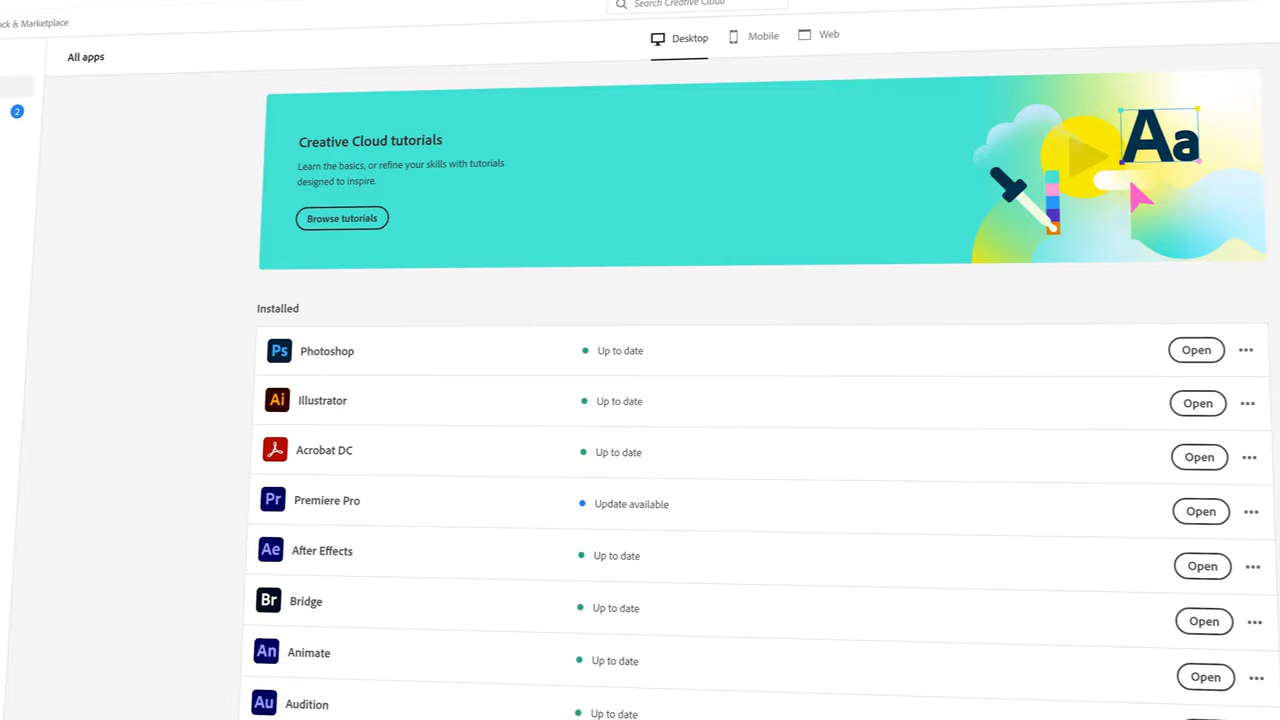 Search Creative Cloud
ck & Marketplace
Desktop
Mobile
Web
All apps
2
Creative Cloud tutorials
Learn the basics, or refine your skills with tutorials
designed to inspire.
Browse tutorials
Aa
Installed
Ps Photoshop Up to date Open
Ai Illustrator Up to date Open
Acrobat DC Up to date Open
Pr Premiere Pro Update available Open
Ae After Effects Up to date Open
Br Bridge Up to date Open
An Animate Up to date Open
Au Audition Up to date